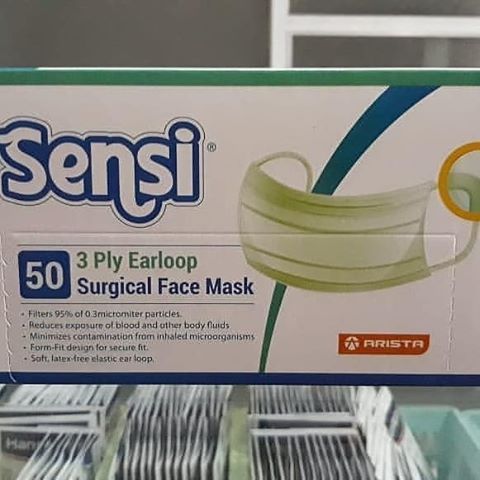 Sensi®
50
3 Ply Earloop
Surgical Face Mask
• Filters 95% of 0.3micromiter particles.
• Reduces exposure of blood and other body fluids
• Minimizes contamination from inhaled microorganisms
• Form-Fit design for secure fit.
• Soft, latex-free elastic ear loop.
ARISTA